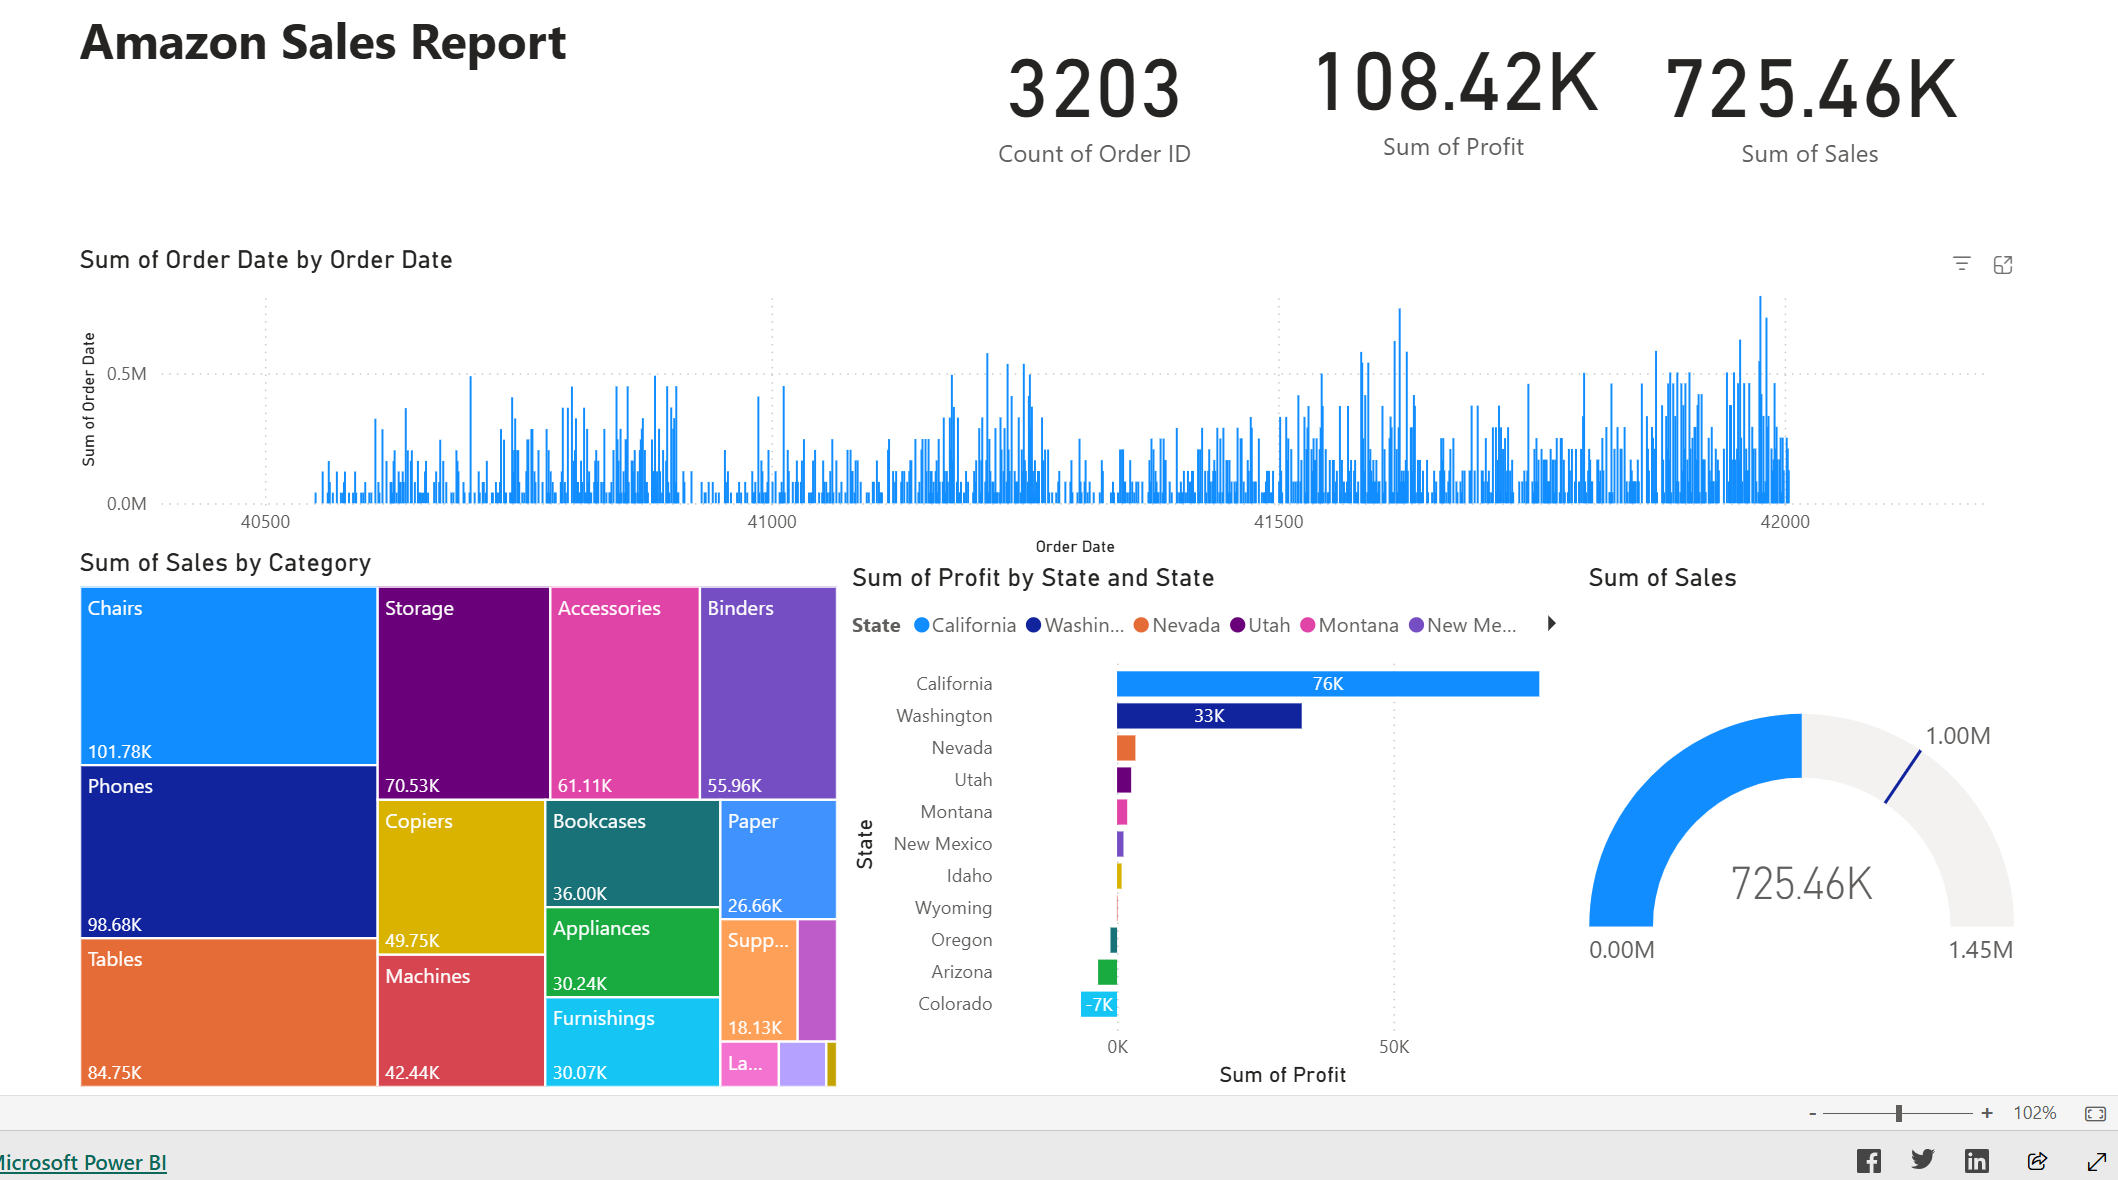 Amazon Sales Report
3203
Count of Order ID
108.42K
Sum of Profit
725.46K
Sum of Sales
Sum of Order Date by Order Date
Sum of Order Date
0.5M
0.0M
40500 41000 41500 42000
Order Date
Sum of Sales by Category
Chairs
101.78K
Phones
98.68K
Tables
84.75K
Storage
70.53K
Accessories
61.11K
Binders
55.96K
Copiers
49.75K
Machines
42.44K
Bookcases
36.00K
Appliances
30.24K
Furnishings
30.07K
Paper
26.66K
Supp...
18.13K
La...
Sum of Profit by State and State
State California Washin... Nevada Utah Montana New Me...
State
California 76K
Washington 33K
Nevada
Utah
Montana
New Mexico
Idaho
Wyoming
Oregon
Arizona
Colorado -7K
0K 50K
Sum of Profit
Sum of Sales
1.00M
725.46K
0.00M 1.45M
- + 102%
Microsoft Power BI